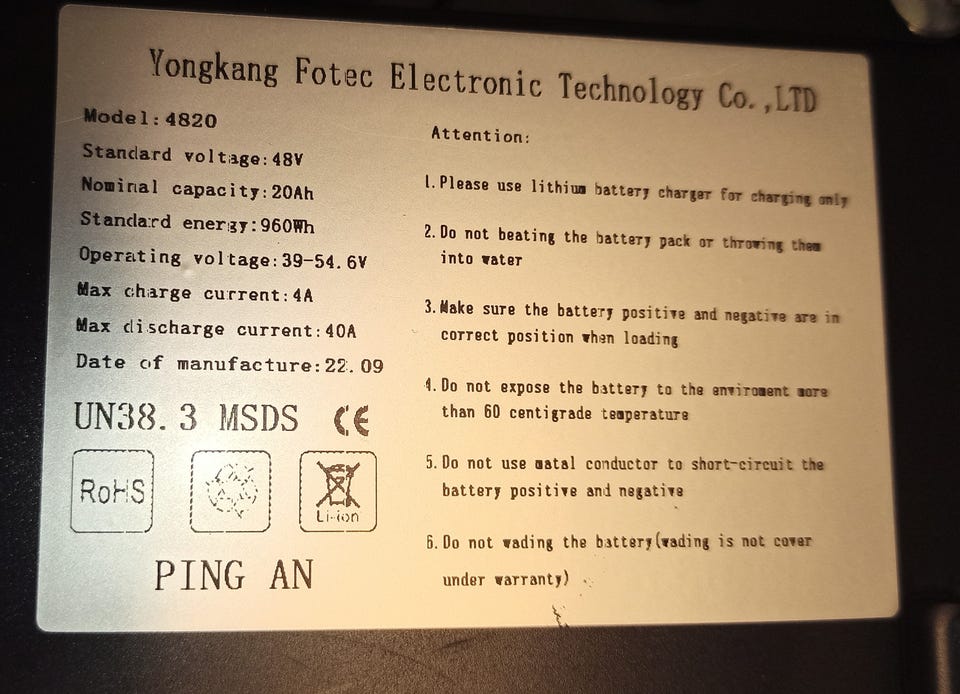 Yongkang Fotec Electronic Technology Co.,LTD
Model:4820
Standard voltage:48V
Nominal capacity:20Ah
Standard energy:960Wh
Operating voltage:39-54.6V
Max charge current:4A
Max discharge current:40A
Date of manufacture:22.09
UN38.3 MSDS CE
RoHS
Li-ion
PING AN
Attention:
1.Please use lithium battery charger for charging only
2.Do not beating the battery pack or throwing them
into water
3.Make sure the battery positive and negative are in
correct position when loading
4.Do not expose the battery to the enviroment more
than 60 centigrade temperature
5.Do not use matal conductor to short-circuit the
battery positive and negative
6.Do not wading the battery(wading is not cover
under warranty)